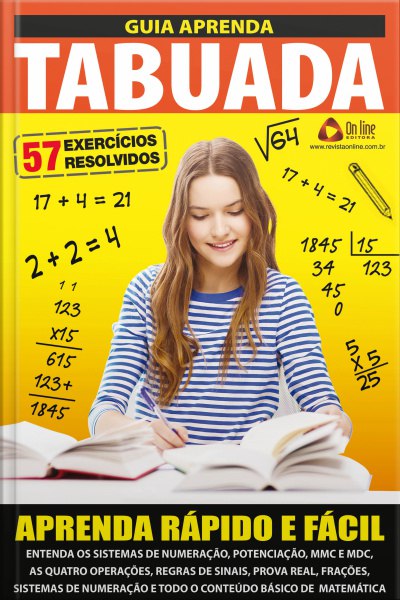 GUIA APRENDA
TABUADA
57 EXERCÍCIOS
RESOLVIDOS
On line
EDITORA
www.revistaonline.com.br
√64
17 + 4 = 21
17 + 4 = 21
2 + 2 = 4
1845 | 15
34 123
45
0
1 1
123
x15
615
123+
1845
5
x 5
25
APRENDA RÁPIDO E FÁCIL
ENTENDA OS SISTEMAS DE NUMERAÇÃO, POTENCIAÇÃO, MMC E MDC,
AS QUATRO OPERAÇÕES, REGRAS DE SINAIS, PROVA REAL, FRAÇÕES,
SISTEMAS DE NUMERAÇÃO E TODO O CONTEÚDO BÁSICO DE MATEMÁTICA